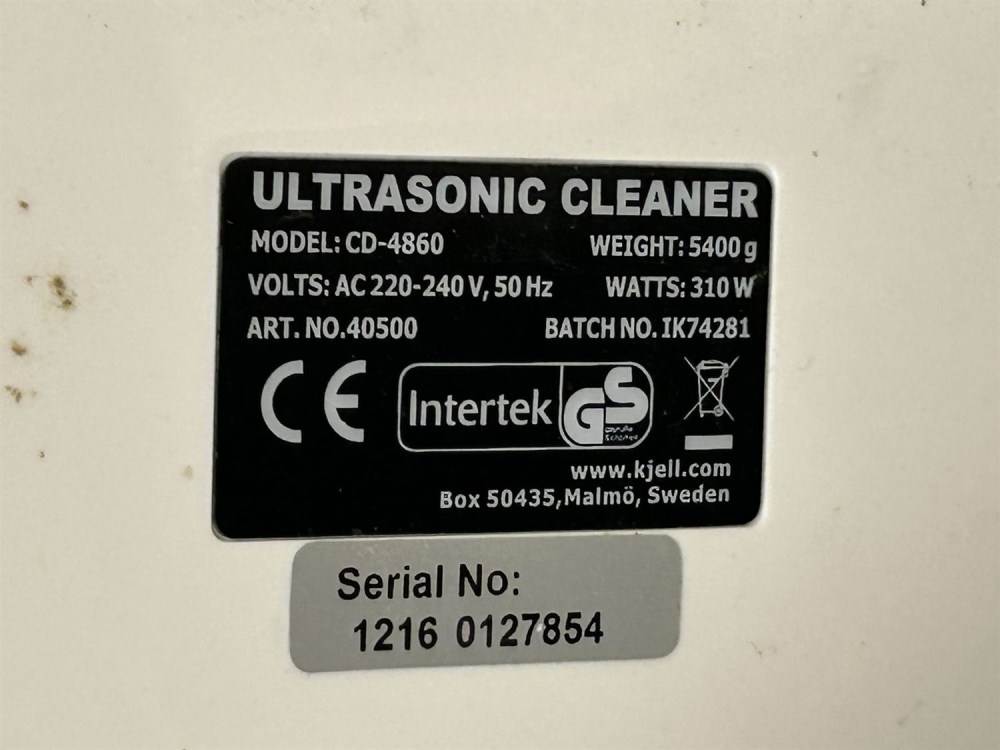 ULTRASONIC CLEANER
MODEL: CD-4860 WEIGHT: 5400 g
VOLTS: AC 220-240 V, 50 Hz WATTS: 310 W
ART. NO.40500 BATCH NO. IK74281
CE Intertek GS
www.kjell.com
Box 50435, Malmö, Sweden
Serial No:
1216 0127854